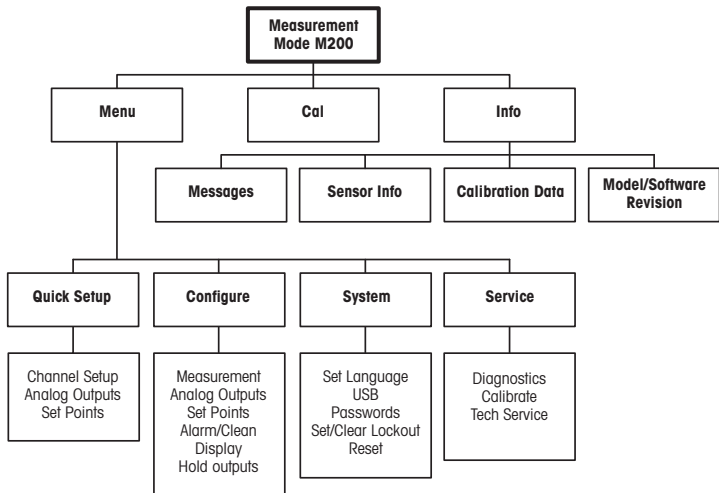 Measurement
Mode M200
Menu
Cal
Info
Messages
Sensor Info
Calibration Data
Model/Software
Revision
Quick Setup
Configure
System
Service
Channel Setup
Analog Outputs
Set Points
Measurement
Analog Outputs
Set Points
Alarm/Clean
Display
Hold outputs
Set Language
USB
Passwords
Set/Clear Lockout
Reset
Diagnostics
Calibrate
Tech Service